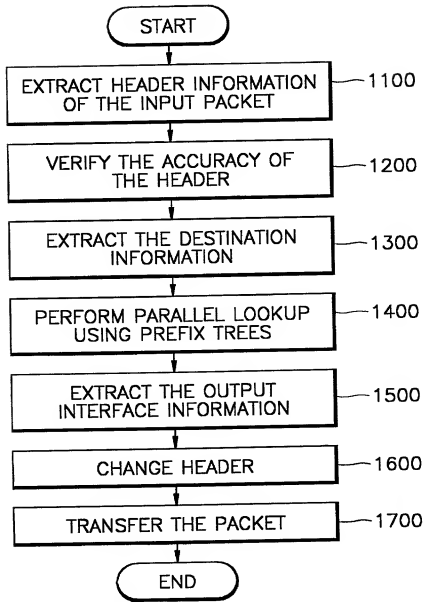 START
EXTRACT HEADER INFORMATION
OF THE INPUT PACKET
1100
VERIFY THE ACCURACY OF
THE HEADER
1200
EXTRACT THE DESTINATION
INFORMATION
1300
PERFORM PARALLEL LOOKUP
USING PREFIX TREES
1400
EXTRACT THE OUTPUT
INTERFACE INFORMATION
1500
CHANGE HEADER
1600
TRANSFER THE PACKET
1700
END